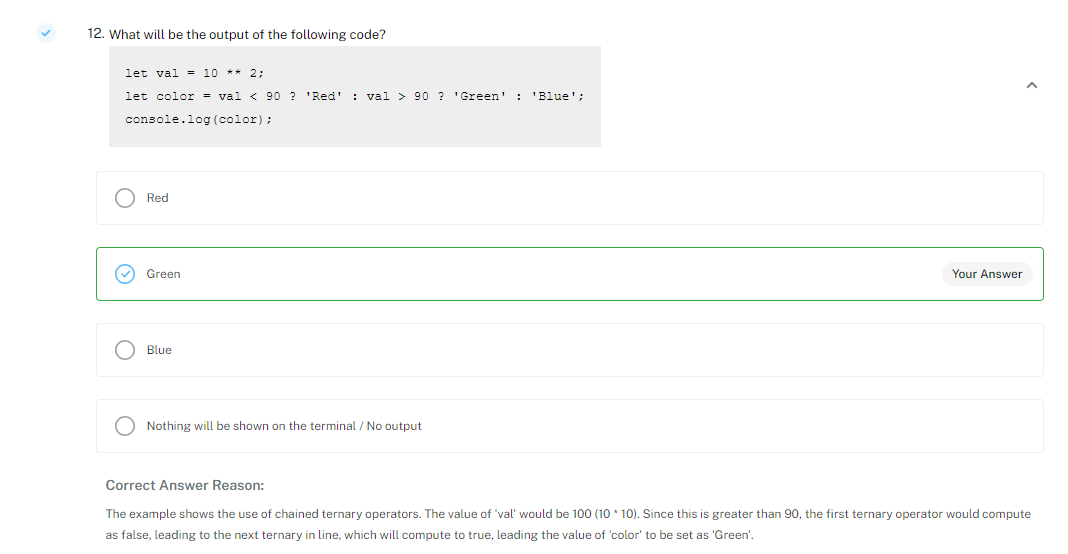 12. What will be the output of the following code?
let val = 10 ** 2;
let color = val < 90 ? 'Red' : val > 90 ? 'Green' : 'Blue';
console.log(color);
Red
Green
Your Answer
Blue
Nothing will be shown on the terminal / No output
Correct Answer Reason:
The example shows the use of chained ternary operators. The value of 'val' would be 100 (10 * 10). Since this is greater than 90, the first ternary operator would compute
as false, leading to the next ternary in line, which will compute to true, leading the value of 'color' to be set as 'Green'.